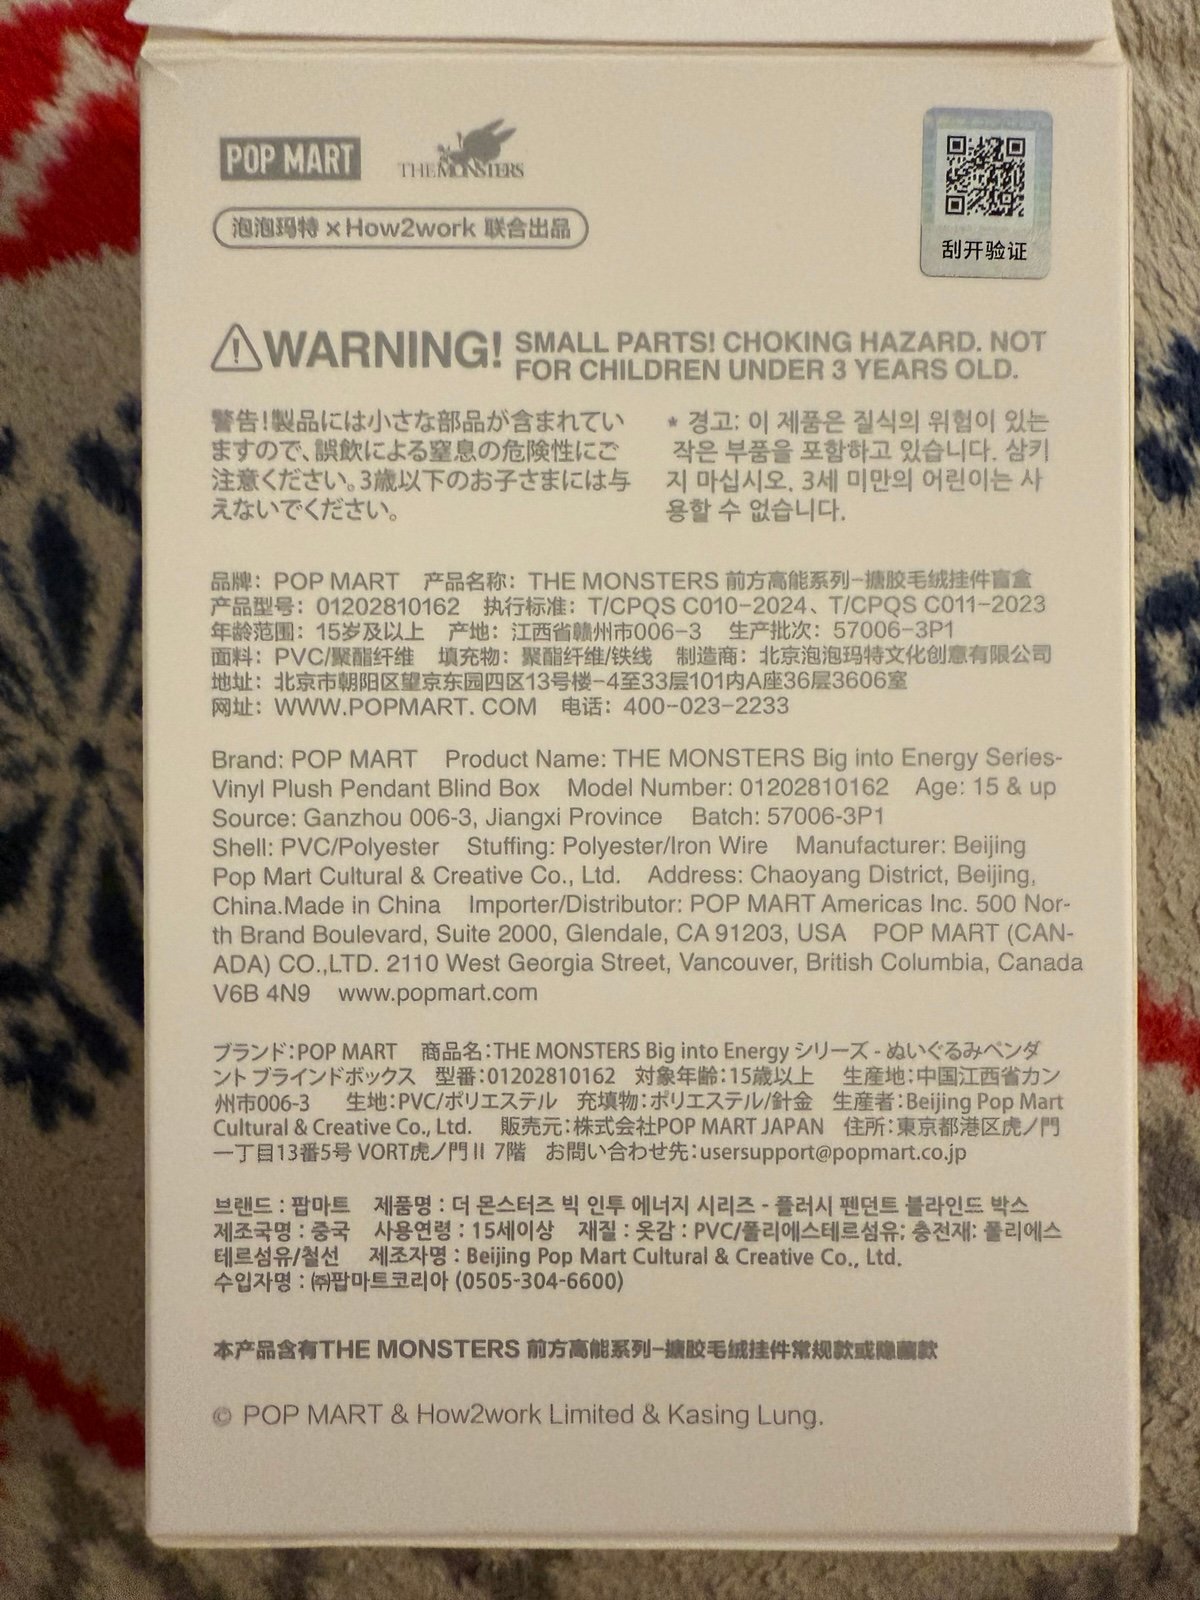 POP MART
THE MONSTERS
泡泡玛特 × How2work 联合出品
刮开验证
WARNING! SMALL PARTS! CHOKING HAZARD. NOT
FOR CHILDREN UNDER 3 YEARS OLD.
警告!製品には小さな部品が含まれてい
ますので、誤飲による窒息の危険性にご
注意ください。3歳以下のお子さまには与
えないでください。
* 경고: 이 제품은 질식의 위험이 있는
작은 부품을 포함하고 있습니다. 삼키
지 마십시오. 3세 미만의 어린이는 사
용할 수 없습니다.
品牌：POP MART 产品名称：THE MONSTERS 前方高能系列-搪胶毛绒挂件盲盒
产品型号：01202810162 执行标准：T/CPQS C010-2024、T/CPQS C011-2023
年龄范围：15岁及以上 产地：江西省赣州市006-3 生产批次：57006-3P1
面料：PVC/聚酯纤维 填充物：聚酯纤维/铁线 制造商：北京泡泡玛特文化创意有限公司
地址：北京市朝阳区望京东园四区13号楼-4至33层101内A座36层3606室
网址：WWW.POPMART. COM 电话：400-023-2233
Brand: POP MART Product Name: THE MONSTERS Big into Energy Series-
Vinyl Plush Pendant Blind Box Model Number: 01202810162 Age: 15 & up
Source: Ganzhou 006-3, Jiangxi Province Batch: 57006-3P1
Shell: PVC/Polyester Stuffing: Polyester/Iron Wire Manufacturer: Beijing
Pop Mart Cultural & Creative Co., Ltd. Address: Chaoyang District, Beijing,
China.Made in China Importer/Distributor: POP MART Americas Inc. 500 Nor-
th Brand Boulevard, Suite 2000, Glendale, CA 91203, USA POP MART (CAN-
ADA) CO.,LTD. 2110 West Georgia Street, Vancouver, British Columbia, Canada
V6B 4N9 www.popmart.com
ブランド:POP MART 商品名:THE MONSTERS Big into Energy シリーズ - ぬいぐるみペンダ
ント ブラインドボックス 型番:01202810162 対象年齢:15歳以上 生産地:中国江西省カン
州市006-3 生地:PVC/ポリエステル 充填物:ポリエステル/針金 生産者:Beijing Pop Mart
Cultural & Creative Co., Ltd. 販売元:株式会社POP MART JAPAN 住所:東京都港区虎ノ門
一丁目13番5号 VORT虎ノ門Ⅱ 7階 お問い合わせ先:usersupport@popmart.co.jp
브랜드 : 팝마트 제품명 : 더 몬스터즈 빅 인투 에너지 시리즈 - 플러시 펜던트 블라인드 박스
제조국명 : 중국 사용연령 : 15세이상 재질 : 옷감 : PVC/폴리에스테르섬유; 충전재: 폴리에스
테르섬유/철선 제조자명 : Beijing Pop Mart Cultural & Creative Co., Ltd.
수입자명 : ㈜팝마트코리아 (0505-304-6600)
本产品含有THE MONSTERS 前方高能系列-搪胶毛绒挂件常规款或隐藏款
© POP MART & How2work Limited & Kasing Lung.